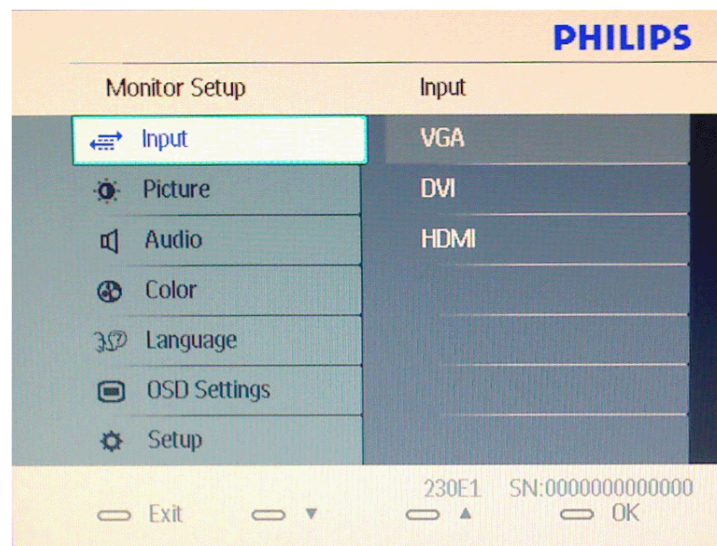 PHILIPS
Monitor Setup Input
Input VGA
Picture DVI
Audio HDMI
Color
Language
OSD Settings
Setup
230E1 SN:0000000000000
Exit ▼ ▲ OK